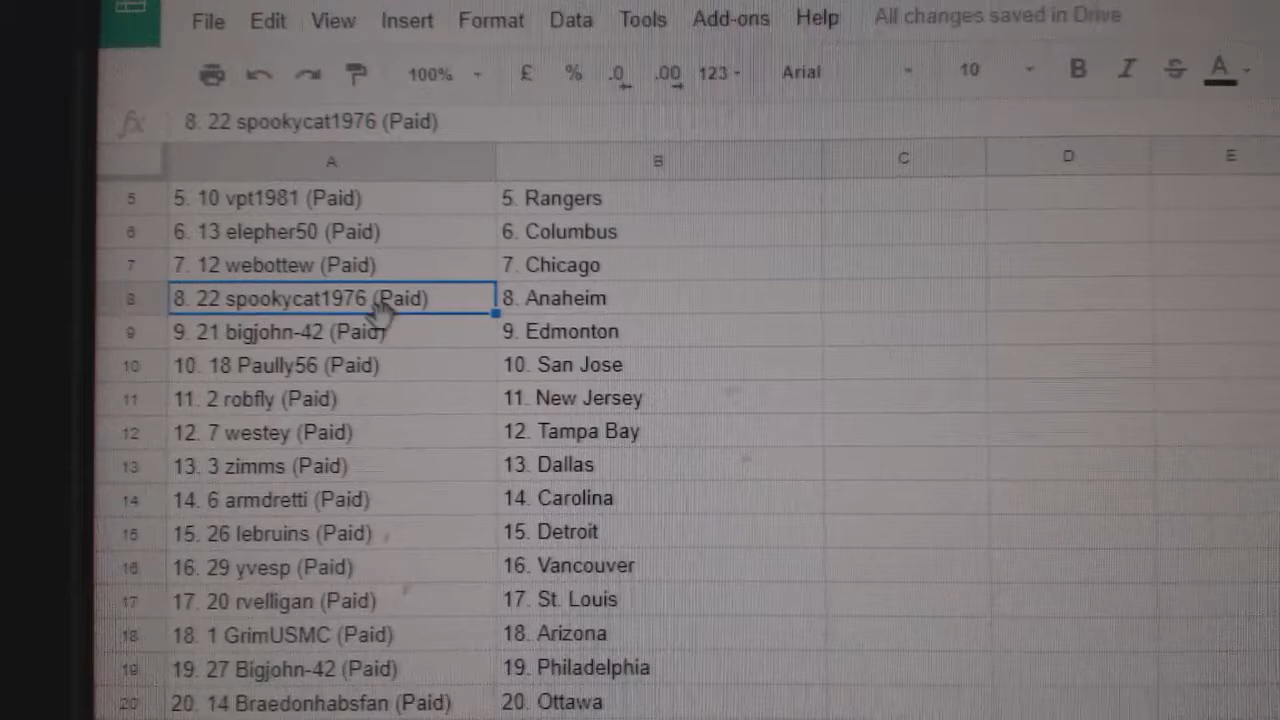 File Edit View Insert Format Data Tools Add-ons Help All changes saved in Drive
100% £ % .0 .00 123 Arial 10 B I S A
fx 8. 22 spookycat1976 (Paid)
A B C D E
5 5. 10 vpt1981 (Paid) 5. Rangers
6 6. 13 elepher50 (Paid) 6. Columbus
7 7. 12 webottew (Paid) 7. Chicago
8 8. 22 spookycat1976 (Paid) 8. Anaheim
9 9. 21 bigjohn-42 (Paid) 9. Edmonton
10 10. 18 Paully56 (Paid) 10. San Jose
11 11. 2 robfly (Paid) 11. New Jersey
12 12. 7 westey (Paid) 12. Tampa Bay
13 13. 3 zimms (Paid) 13. Dallas
14 14. 6 armdretti (Paid) 14. Carolina
15 15. 26 lebruins (Paid) 15. Detroit
16 16. 29 yvesp (Paid) 16. Vancouver
17 17. 20 rvelligan (Paid) 17. St. Louis
18 18. 1 GrimUSMC (Paid) 18. Arizona
19 19. 27 Bigjohn-42 (Paid) 19. Philadelphia
20 20. 14 Braedonhabsfan (Paid) 20. Ottawa